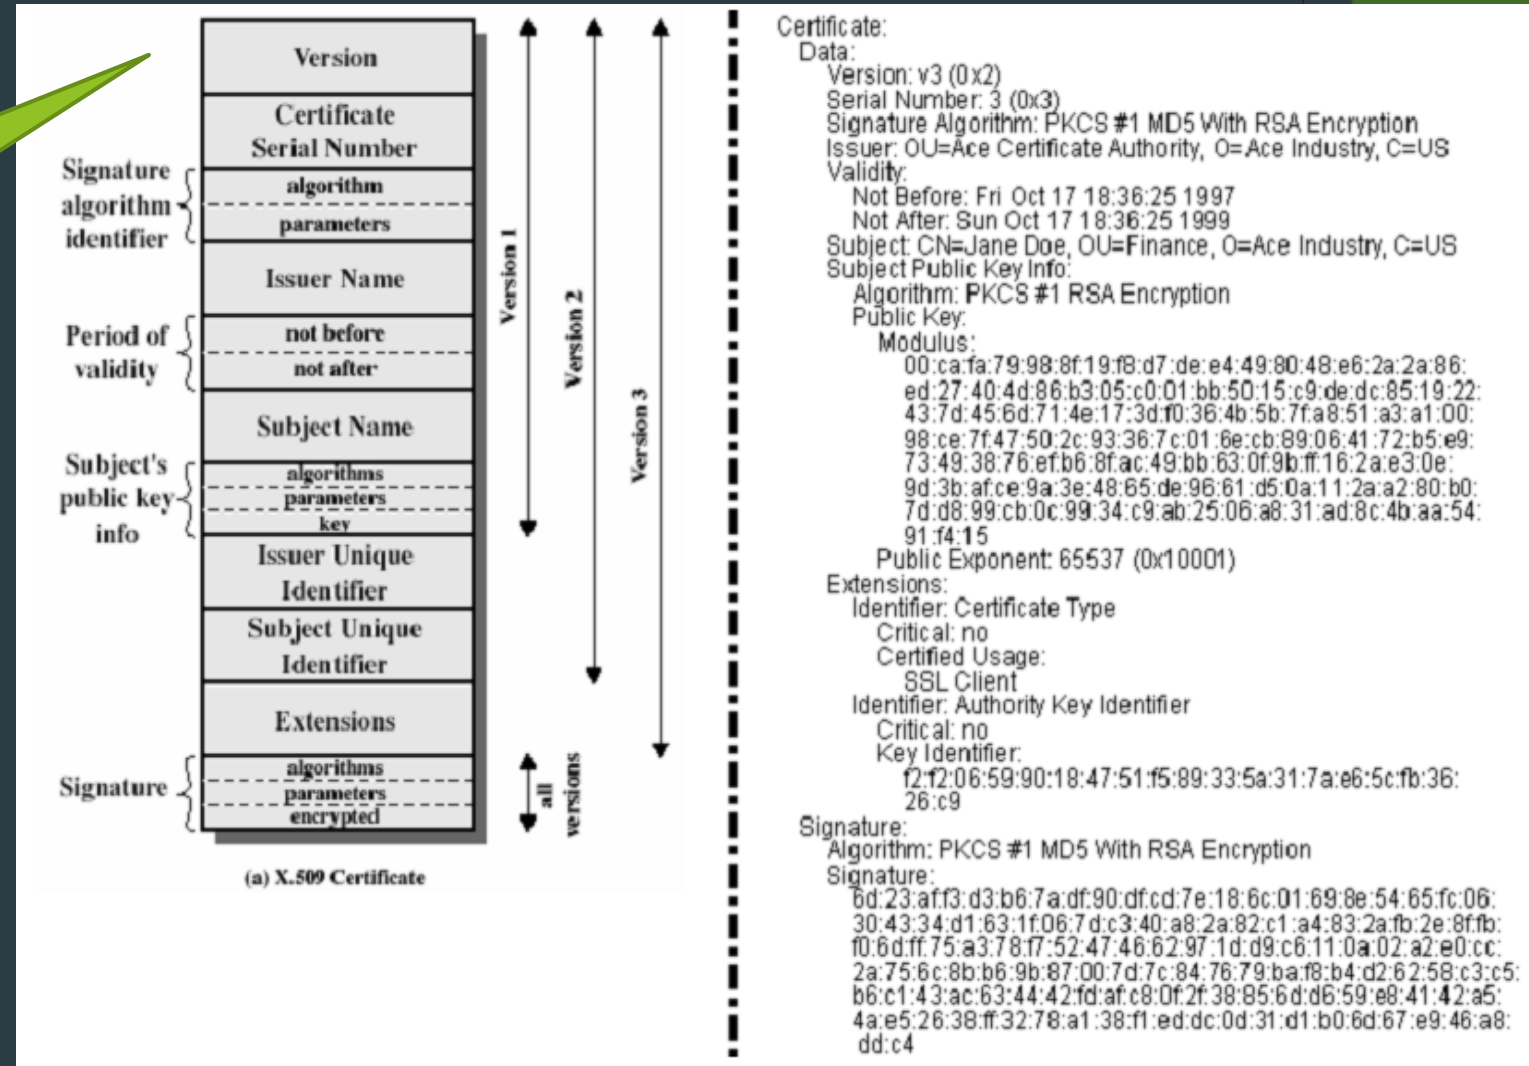 Version
Certificate
Serial Number
Signature
algorithm
identifier
algorithm
parameters
Issuer Name
Period of
validity
not before
not after
Subject Name
Subject's
public key
info
algorithms
parameters
key
Issuer Unique
Identifier
Subject Unique
Identifier
Extensions
Signature
algorithms
parameters
encrypted
Version 1
Version 2
Version 3
all
versions
(a) X.509 Certificate
Certificate:
Data:
Version: v3 (0x2)
Serial Number: 3 (0x3)
Signature Algorithm: PKCS #1 MD5 With RSA Encryption
Issuer: OU=Ace Certificate Authority, O=Ace Industry, C=US
Validity:
Not Before: Fri Oct 17 18:36:25 1997
Not After: Sun Oct 17 18:36:25 1999
Subject: CN=Jane Doe, OU=Finance, O=Ace Industry, C=US
Subject Public Key Info:
Algorithm: PKCS #1 RSA Encryption
Public Key:
Modulus:
00:ca:fa:79:98:8f:19:f8:d7:de:e4:49:80:48:e6:2a:2a:86:
ed:27:40:4d:86:b3:05:c0:01:bb:50:15:c9:de:dc:85:19:22:
43:7d:45:6d:71:4e:17:3d:f0:36:4b:5b:7f:a8:51:a3:a1:00:
98:ce:7f:47:50:2c:93:36:7c:01:6e:cb:89:06:41:72:b5:e9:
73:49:38:76:ef:b6:8f:ac:49:bb:63:0f:9b:ff:16:2a:e3:0e:
9d:3b:af:ce:9a:3e:48:65:de:96:61:d5:0a:11:2a:a2:80:b0:
7d:d8:99:cb:0c:99:34:c9:ab:25:06:a8:31:ad:8c:4b:aa:54:
91:f4:15
Public Exponent: 65537 (0x10001)
Extensions:
Identifier: Certificate Type
Critical: no
Certified Usage:
SSL Client
Identifier: Authority Key Identifier
Critical: no
Key Identifier:
f2:f2:06:59:90:18:47:51:f5:89:33:5a:31:7a:e6:5c:fb:36:
26:c9
Signature:
Algorithm: PKCS #1 MD5 With RSA Encryption
Signature:
6d:23:af:f3:d3:b6:7a:df:90:df:cd:7e:18:6c:01:69:8e:54:65:fc:06:
30:43:34:d1:63:1f:06:7d:c3:40:a8:2a:82:c1:a4:83:2a:fb:2e:8f:fb:
f0:6d:ff:75:a3:78:f7:52:47:46:62:97:1d:d9:c6:11:0a:02:a2:e0:cc:
2a:75:6c:8b:b6:9b:87:00:7d:7c:84:76:79:ba:f8:b4:d2:62:58:c3:c5:
b6:c1:43:ac:63:44:42:fd:af:c8:0f:2f:38:85:6d:d6:59:e8:41:42:a5:
4a:e5:26:38:ff:32:78:a1:38:f1:ed:dc:0d:31:d1:b0:6d:67:e9:46:a8:
dd:c4